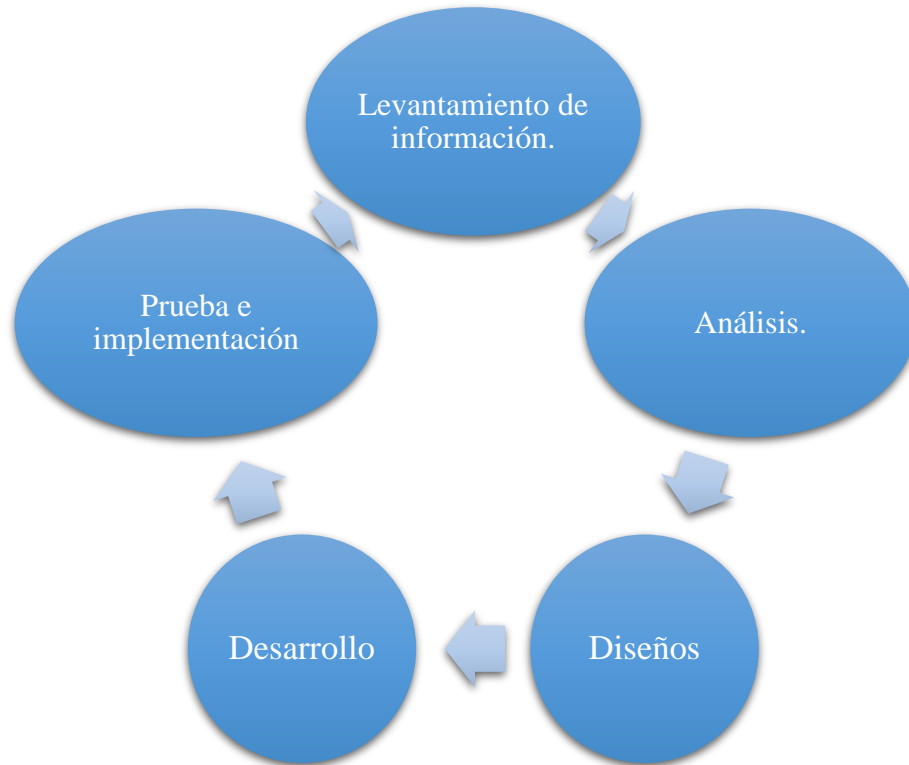 Levantamiento de
información.
Análisis.
Diseños
Desarrollo
Prueba e
implementación